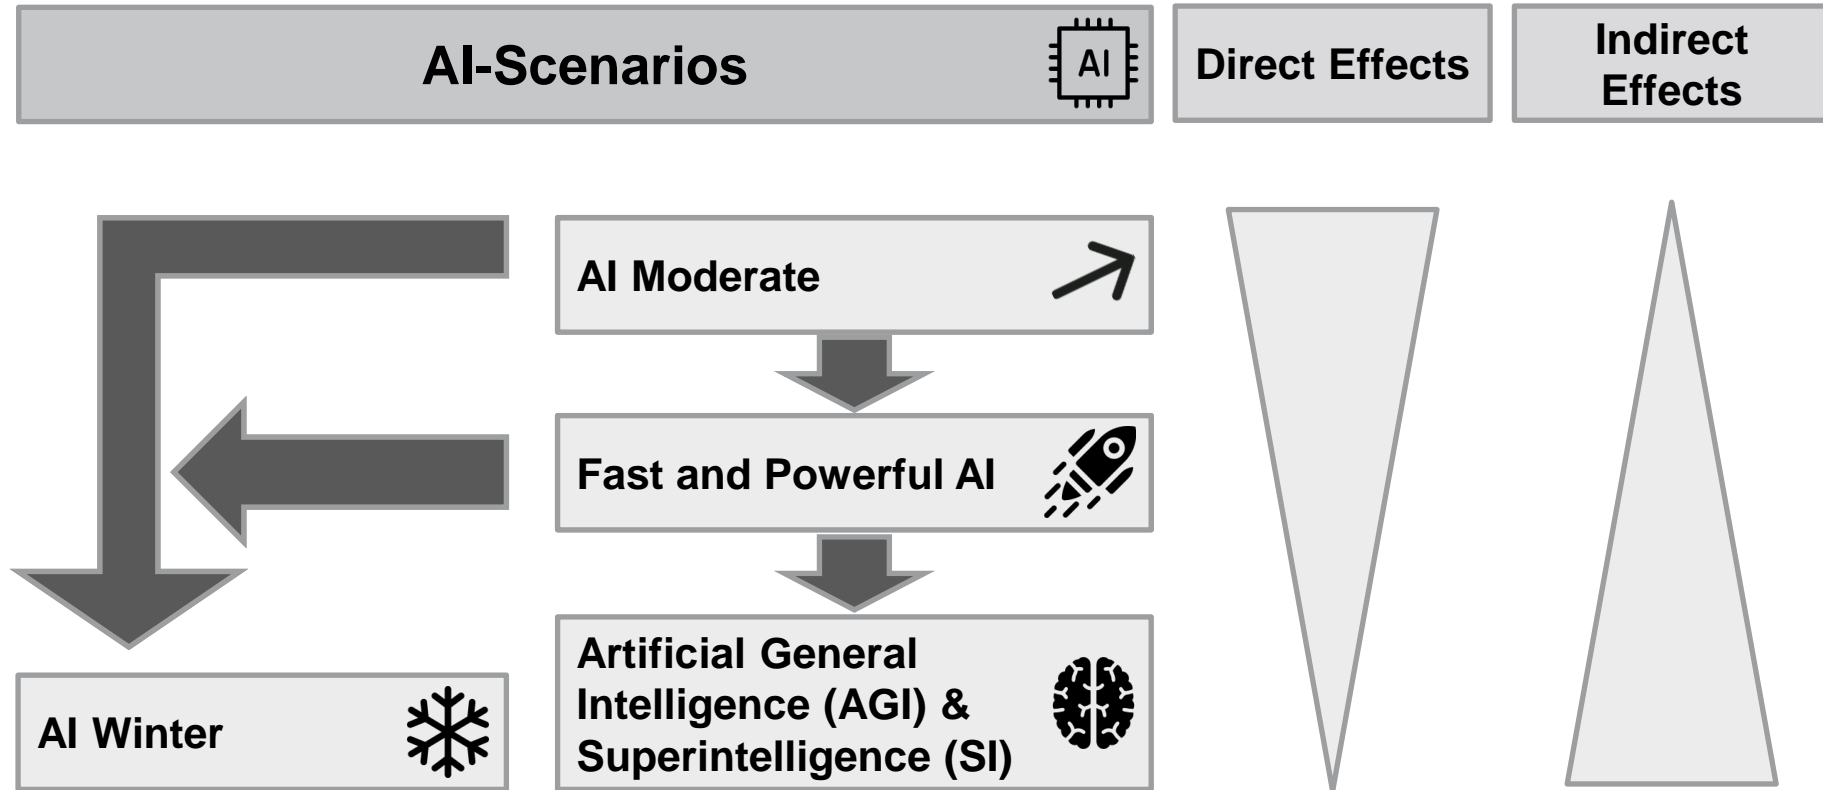 AI-Scenarios
AI
Direct Effects
Indirect
Effects
AI Moderate
Fast and Powerful AI
Artificial General
Intelligence (AGI) &
Superintelligence (SI)
AI Winter